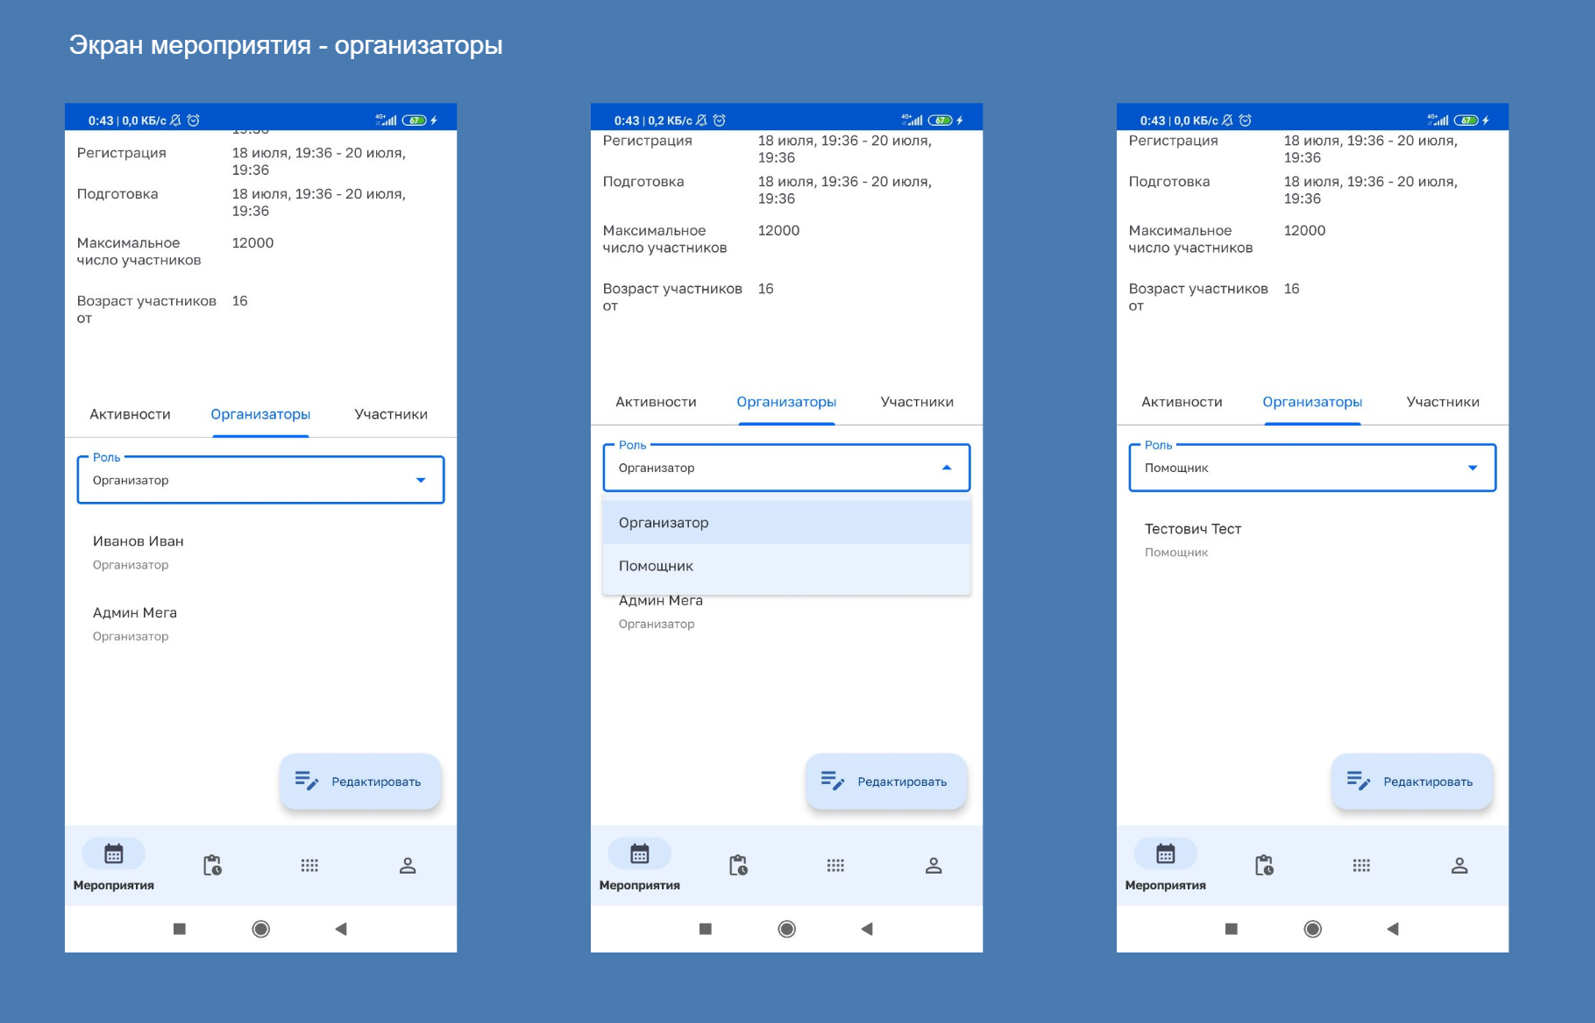 Экран мероприятия - организаторы
0:43 | 0,0 КБ/с
4G+
67
19:36
Регистрация
18 июля, 19:36 - 20 июля,
19:36
Подготовка
18 июля, 19:36 - 20 июля,
19:36
Максимальное
число участников
12000
Возраст участников
от
16
Активности
Организаторы
Участники
Роль
Организатор
Иванов Иван
Организатор
Админ Мега
Организатор
Редактировать
Мероприятия
0:43 | 0,2 КБ/с
4G+
67
Регистрация
18 июля, 19:36 - 20 июля,
19:36
Подготовка
18 июля, 19:36 - 20 июля,
19:36
Максимальное
число участников
12000
Возраст участников
от
16
Активности
Организаторы
Участники
Роль
Организатор
Организатор
Помощник
Админ Мега
Организатор
Редактировать
Мероприятия
0:43 | 0,0 КБ/с
4G+
67
Регистрация
18 июля, 19:36 - 20 июля,
19:36
Подготовка
18 июля, 19:36 - 20 июля,
19:36
Максимальное
число участников
12000
Возраст участников
от
16
Активности
Организаторы
Участники
Роль
Помощник
Тестович Тест
Помощник
Редактировать
Мероприятия